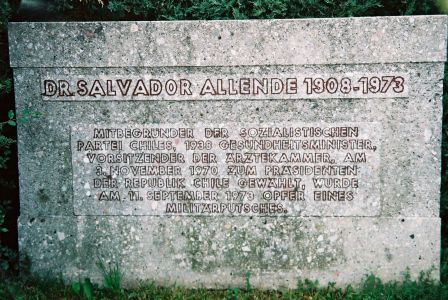 DR. SALVADOR ALLENDE 1908-1973
MITBEGRÜNDER DER SOZIALISTISCHEN
PARTEI CHILES, 1938 GESUNDHEITSMINISTER,
VORSITZENDER DER ÄRZTEKAMMER, AM
3. NOVEMBER 1970 ZUM PRÄSIDENTEN
DER REPUBLIK CHILE GEWÄHLT, WURDE
AM 11. SEPTEMBER 1973 OPFER EINES
MILITÄRPUTSCHES.